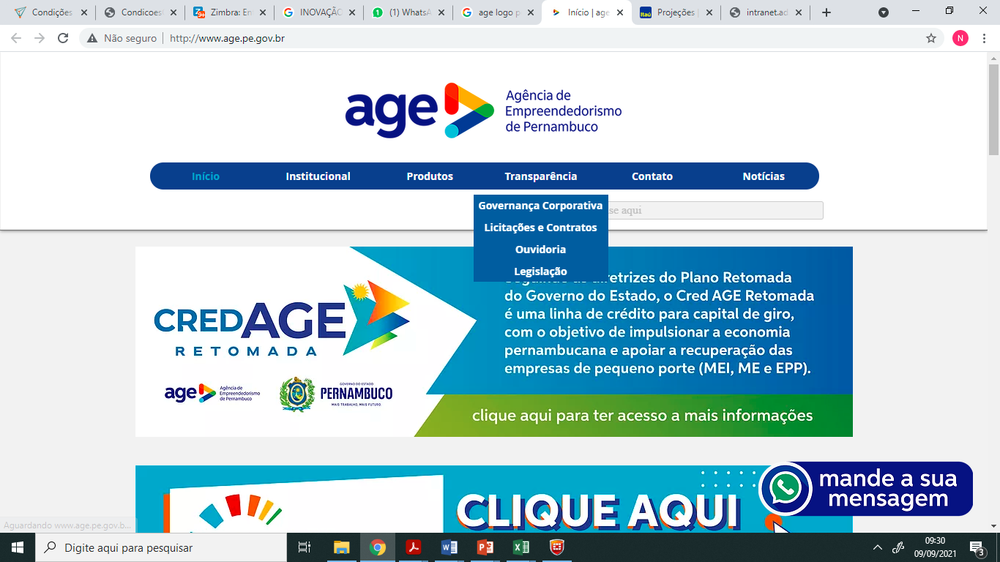 Condições
Condicoes
Zimbra: En
INOVAÇÃO
(1) WhatsA
age logo p
Início | age
Projeções |
intranet.ad
Não seguro
http://www.age.pe.gov.br
N
age
Agência de
Empreendedorismo
de Pernambuco
Início
Institucional
Produtos
Transparência
Contato
Notícias
Governança Corporativa
se aqui
Licitações e Contratos
Ouvidoria
Legislação
diretrizes do Plano Retomada
do Governo do Estado, o Cred AGE Retomada
é uma linha de crédito para capital de giro,
com o objetivo de impulsionar a economia
pernambucana e apoiar a recuperação das
empresas de pequeno porte (MEI, ME e EPP).
CREDAGE
RETOMADA
age
Agência de
Empreendedorismo
de Pernambuco
GOVERNO DO ESTADO
PERNAMBUCO
MAIS TRABALHO, MAIS FUTURO.
clique aqui para ter acesso a mais informações
CLIQUE AQUI
mande a sua
mensagem
Aguardando www.age.pe.gov.b...
Digite aqui para pesquisar
09:30
09/09/2021
3